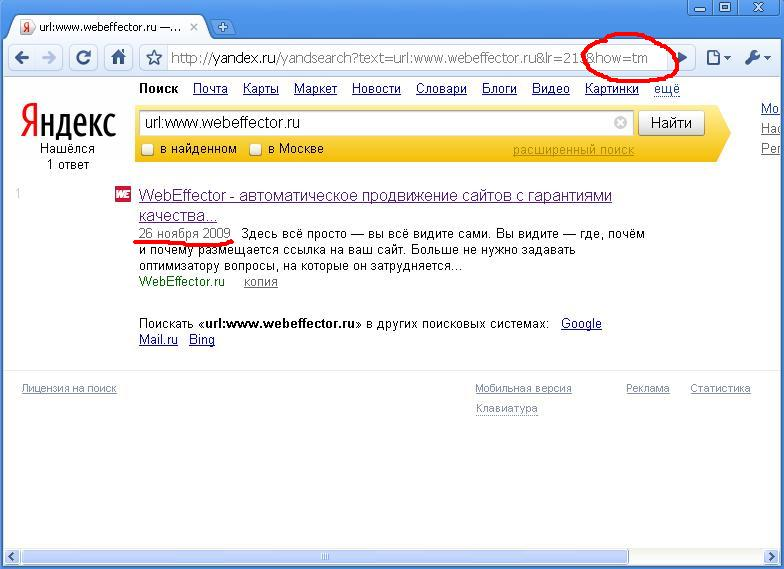 url:www.webeffector.ru —...
http://yandex.ru/yandsearch?text=url:www.webeffector.ru&lr=213&how=tm
Поиск Почта Карты Маркет Новости Словари Блоги Видео Картинки ещё
Яндекс
Нашёлся
1 ответ
url:www.webeffector.ru
Найти
в найденном в Москве расширенный поиск
1
WE
WebEffector - автоматическое продвижение сайтов с гарантиями
качества...
26 ноября 2009 Здесь всё просто — вы всё видите сами. Вы видите — где, почём
и почему размещается ссылка на ваш сайт. Больше не нужно задавать
оптимизатору вопросы, на которые он затрудняется...
WebEffector.ru копия
Поискать «url:www.webeffector.ru» в других поисковых системах: Google
Mail.ru Bing
Лицензия на поиск Мобильная версия Реклама Статистика
Клавиатура